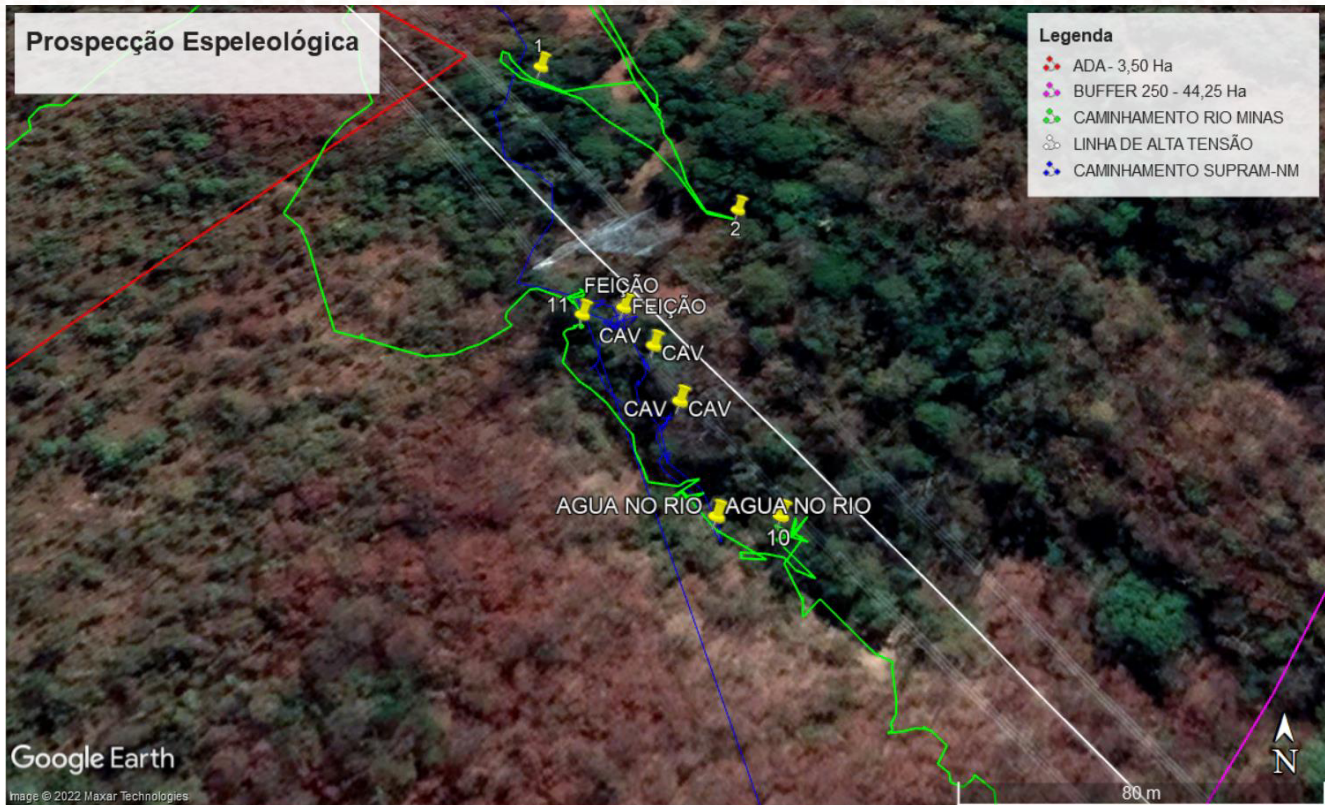 Prospecção Espeleológica
Legenda
ADA - 3,50 Ha
BUFFER 250 - 44,25 Ha
CAMINHAMENTO RIO MINAS
LINHA DE ALTA TENSÃO
CAMINHAMENTO SUPRAM-NM
1
2
FEIÇÃO
11
FEIÇÃO
CAV
CAV
CAV
CAV
AGUA NO RIO
AGUA NO RIO
10
Google Earth
Image © 2022 Maxar Technologies
N
80 m